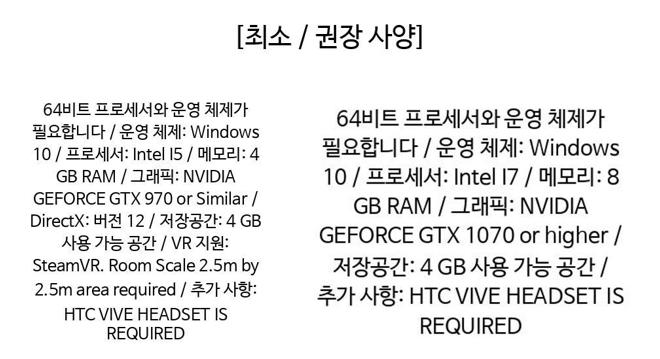 [최소 / 권장 사양]
64비트 프로세서와 운영 체제가
필요합니다 / 운영 체제: Windows
10 / 프로세서: Intel I5 / 메모리: 4
GB RAM / 그래픽: NVIDIA
GEFORCE GTX 970 or Similar /
DirectX: 버전 12 / 저장공간: 4 GB
사용 가능 공간 / VR 지원:
SteamVR. Room Scale 2.5m by
2.5m area required / 추가 사항:
HTC VIVE HEADSET IS
REQUIRED
64비트 프로세서와 운영 체제가
필요합니다 / 운영 체제: Windows
10 / 프로세서: Intel I7 / 메모리: 8
GB RAM / 그래픽: NVIDIA
GEFORCE GTX 1070 or higher /
저장공간: 4 GB 사용 가능 공간 /
추가 사항: HTC VIVE HEADSET IS
REQUIRED